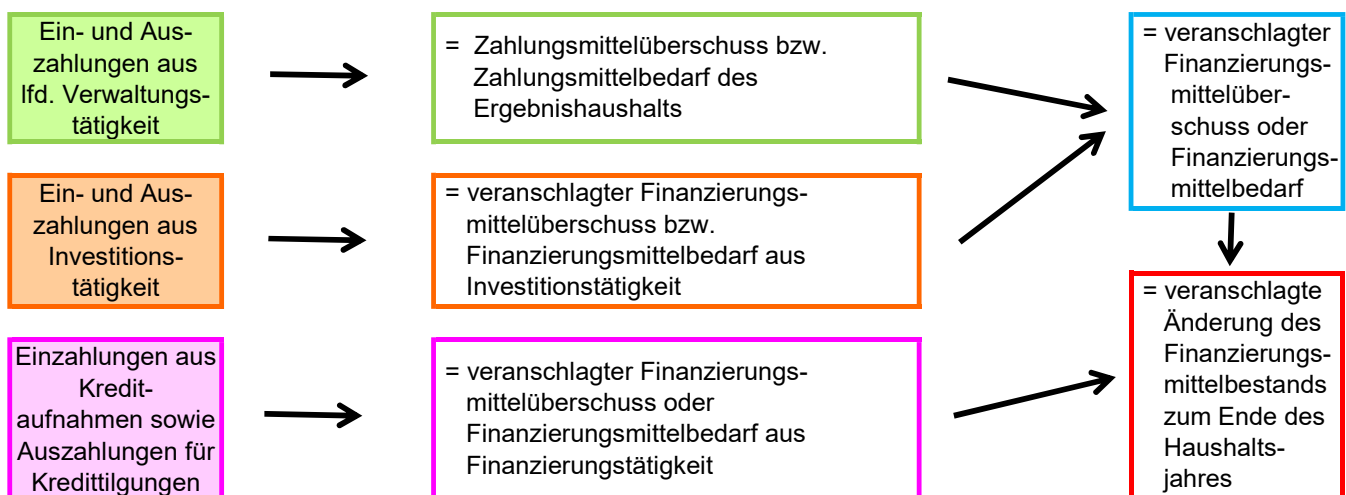 Ein- und Aus-
zahlungen aus
lfd. Verwaltungs-
tätigkeit
= Zahlungsmittelüberschuss bzw.
Zahlungsmittelbedarf des
Ergebnishaushalts
= veranschlagter
Finanzierungs-
mittelüber-
schuss oder
Finanzierungs-
mittelbedarf
Ein- und Aus-
zahlungen aus
Investitions-
tätigkeit
= veranschlagter Finanzierungs-
mittelüberschuss bzw.
Finanzierungsmittelbedarf aus
Investitionstätigkeit
= veranschlagte
Änderung des
Finanzierungs-
mittelbestands
zum Ende des
Haushalts-
jahres
Einzahlungen aus
Kredit-
aufnahmen sowie
Auszahlungen für
Kredittilgungen
= veranschlagter Finanzierungs-
mittelüberschuss oder
Finanzierungsmittelbedarf aus
Finanzierungstätigkeit